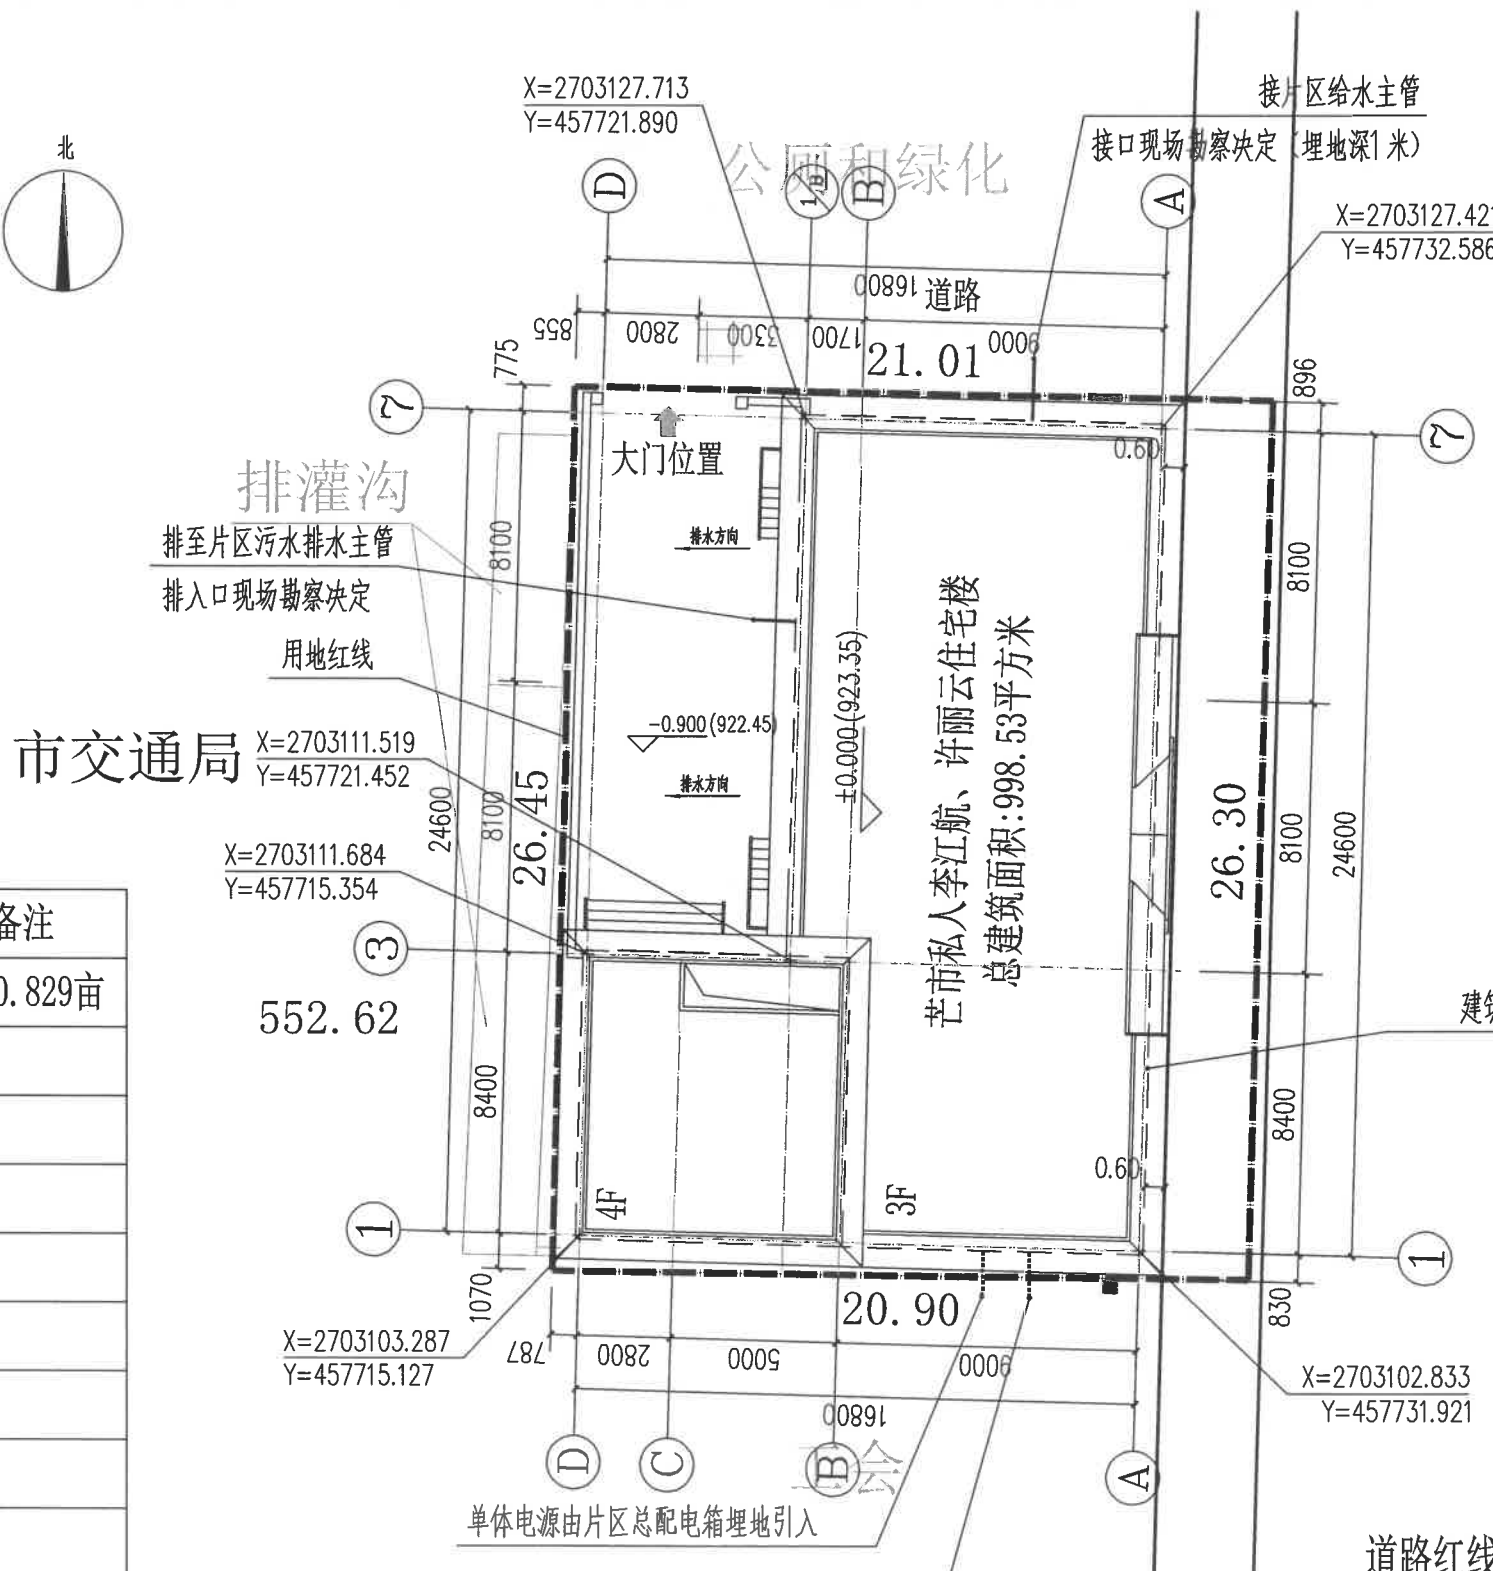 北
X=2703127.713
Y=457721.890
公厕和绿化
接片区给水主管
接口现场勘察决定（埋地深1米）
X=2703127.421
Y=457732.586
D
1/B
B
A
16800
道路
855
2800
3300
1700
9000
21.01
775
896
7
7
大门位置
0.60
排灌沟
排至片区污水排水主管
排入口现场勘察决定
排水方向
8100
8100
用地红线
-0.900(922.45)
±0.000(923.35)
芒市私人李江航、许丽云住宅楼
总建筑面积:998.53平方米
市交通局
X=2703111.519
Y=457721.452
排水方向
24600
8100
26.45
26.30
8100
24600
X=2703111.684
Y=457715.354
备注
3
0.829亩
552.62
8400
8400
4F
3F
0.60
1
1
1070
830
20.90
X=2703103.287
Y=457715.127
787
2800
5000
9000
16800
X=2703102.833
Y=457731.921
D
C
B
A
单体电源由片区总配电箱埋地引入
道路红线